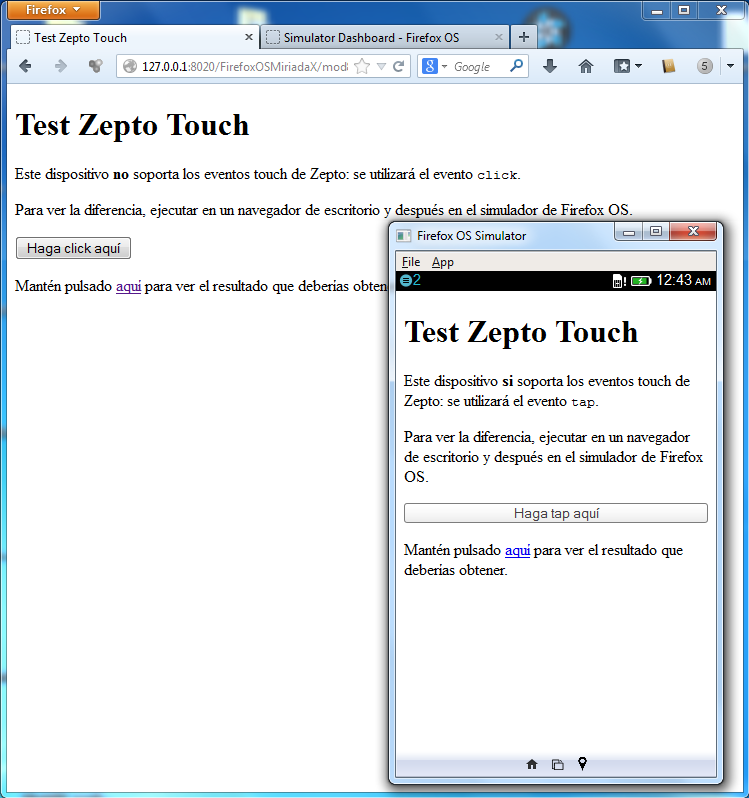 Firefox
Test Zepto Touch
Simulator Dashboard - Firefox OS
127.0.0.1:8020/FirefoxOSMiriadaX/mod
Google
5
Test Zepto Touch
Este dispositivo no soporta los eventos touch de Zepto: se utilizará el evento click.
Para ver la diferencia, ejecutar en un navegador de escritorio y después en el simulador de Firefox OS.
Haga click aquí
Mantén pulsado aquí para ver el resultado que deberías obten
Firefox OS Simulator
File App
2 12:43 AM
Test Zepto Touch
Este dispositivo si soporta los eventos touch de
Zepto: se utilizará el evento tap.
Para ver la diferencia, ejecutar en un navegador
de escritorio y después en el simulador de Firefox
OS.
Haga tap aquí
Mantén pulsado aquí para ver el resultado que
deberías obtener.